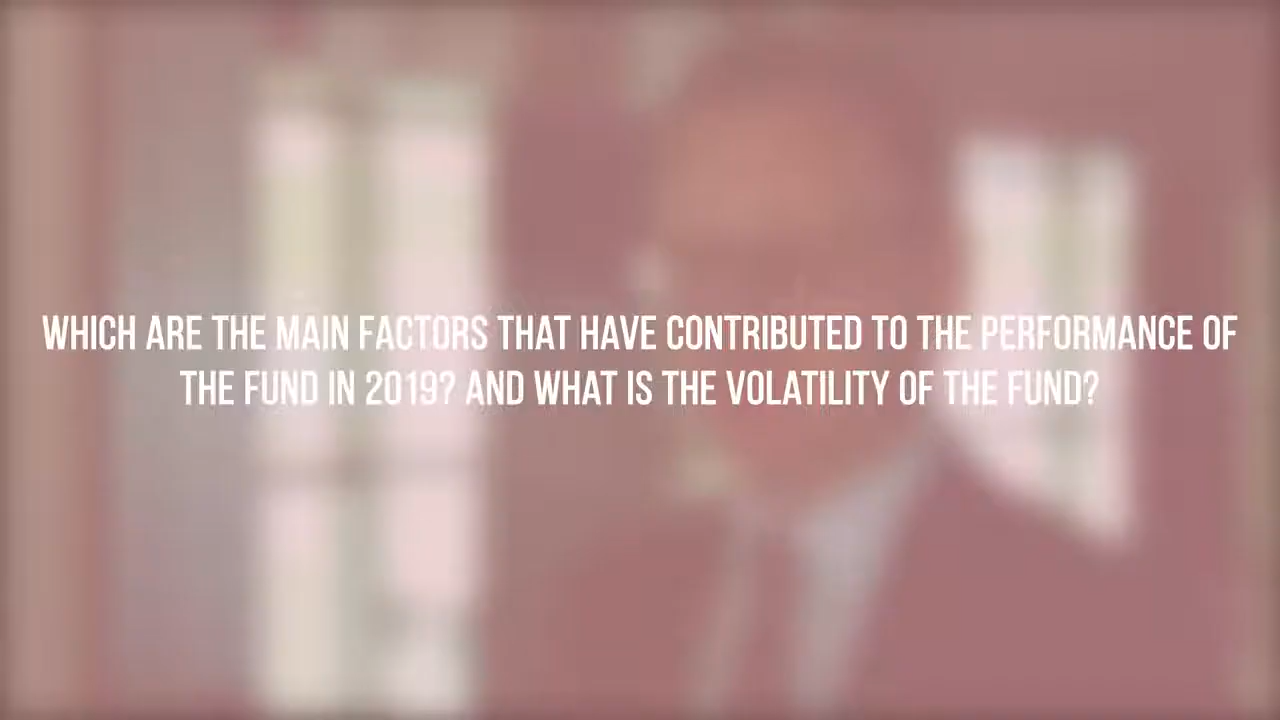 WHICH ARE THE MAIN FACTORS THAT HAVE CONTRIBUTED TO THE PERFORMANCE OF
THE FUND IN 2019? AND WHAT IS THE VOLATILITY OF THE FUND?